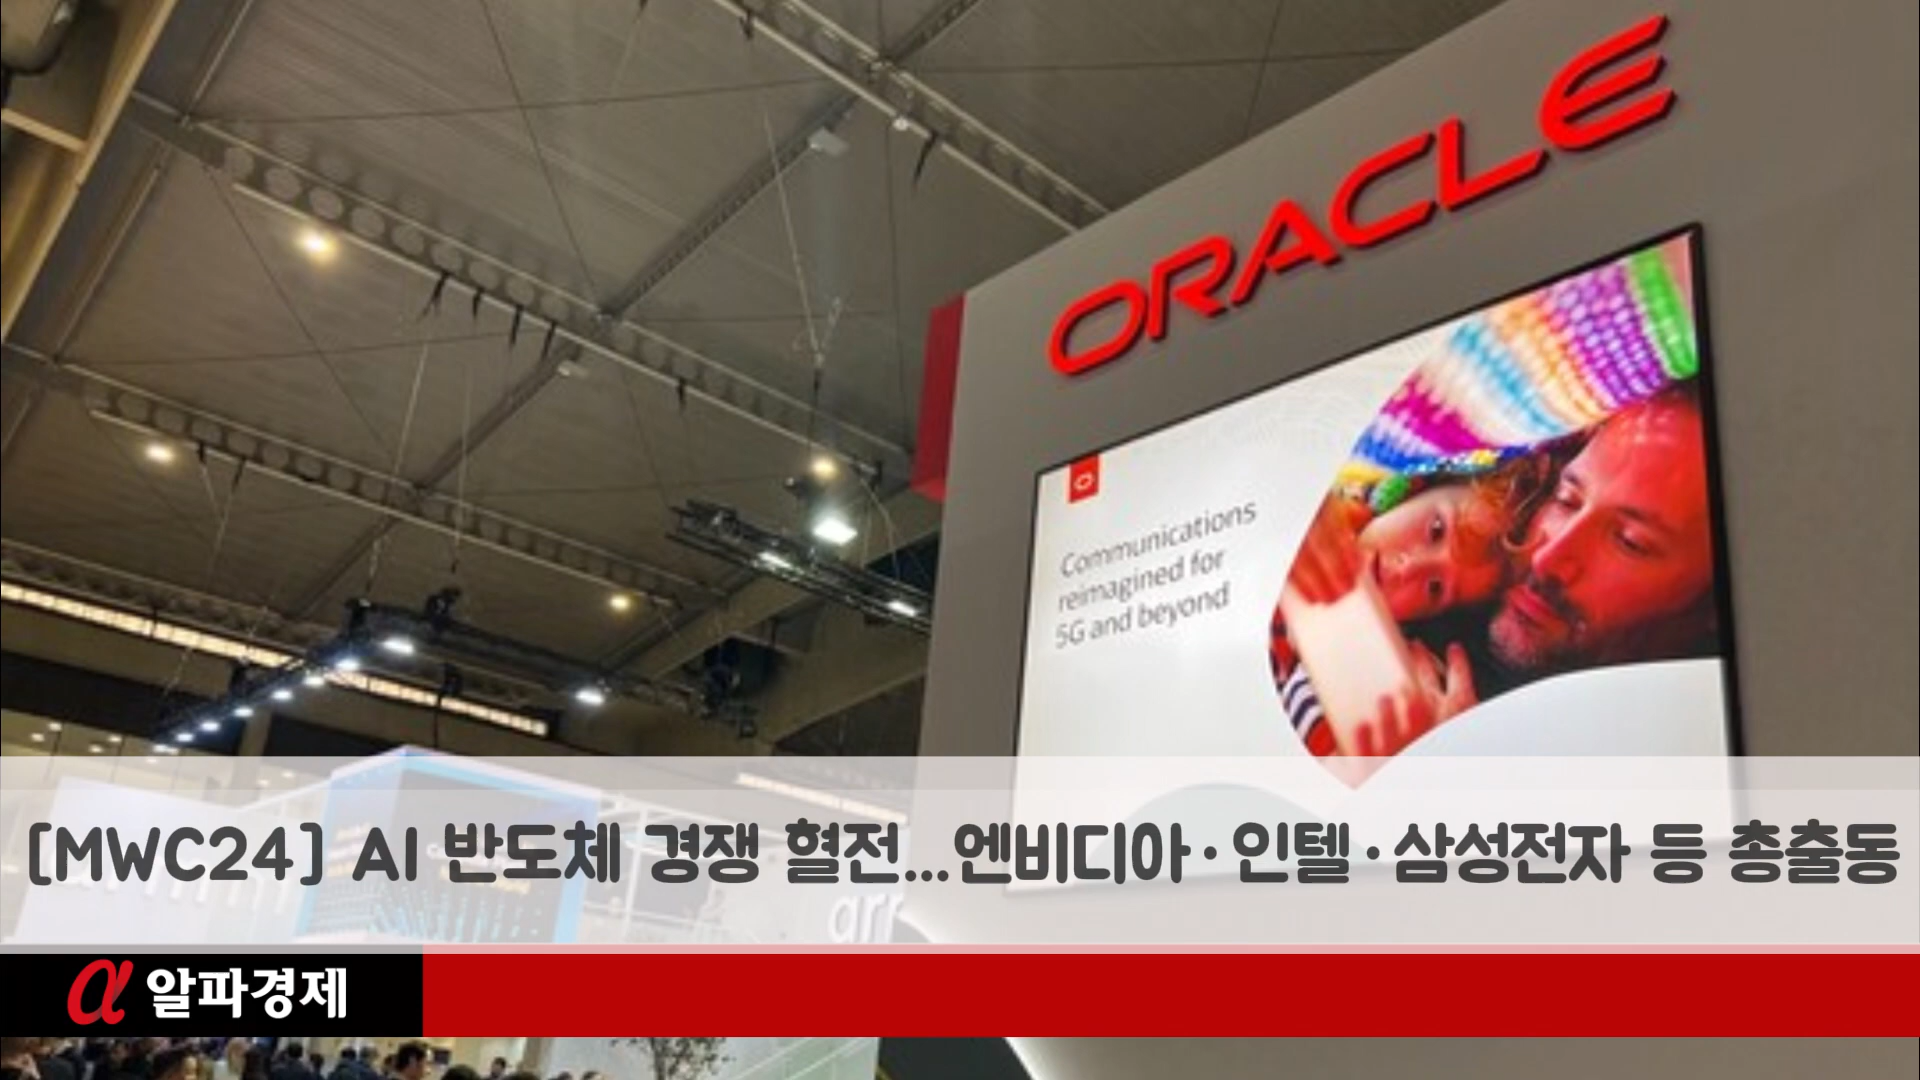 ORACLE
Communications
reimagined for
5G and beyond
[MWC24] AI 반도체 경쟁 혈전...엔비디아·인텔·삼성전자 등 총출동
arr
α 알파경제